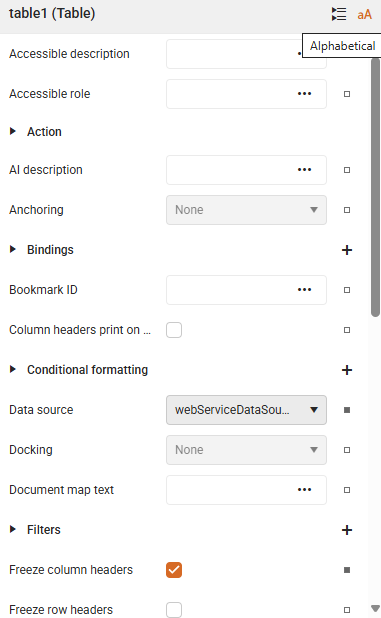 table1 (Table)
aA
Alphabetical
Accessible description
Accessible role ...
Action
AI description ...
Anchoring None
Bindings +
Bookmark ID ...
Column headers print on ...
Conditional formatting +
Data source webServiceDataSou...
Docking None
Document map text ...
Filters +
Freeze column headers
Freeze row headers